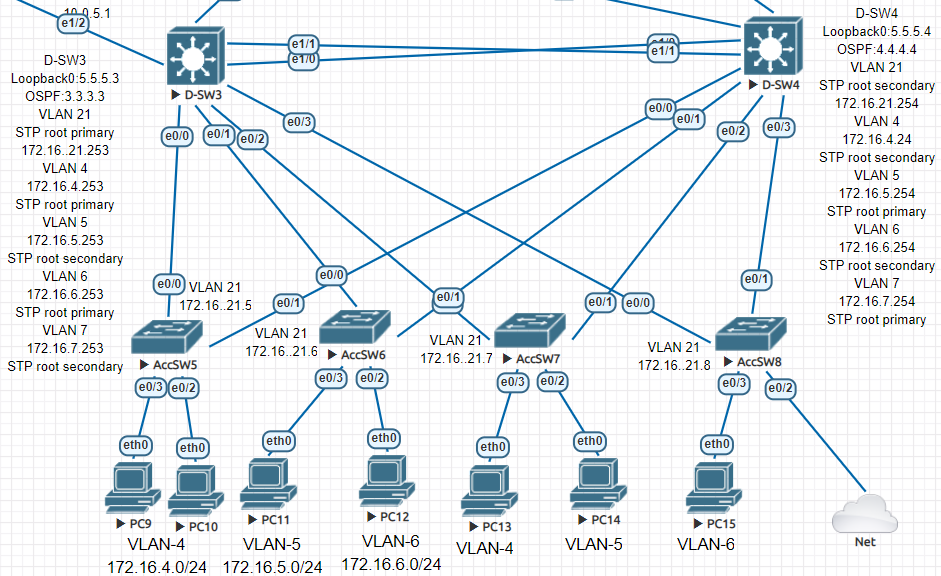 10.0.5.1
e1/2
D-SW3
Loopback0:5.5.5.3
OSPF:3.3.3.3
VLAN 21
STP root primary
172.16..21.253
VLAN 4
172.16.4.253
STP root primary
VLAN 5
172.16.5.253
STP root secondary
VLAN 6
172.16.6.253
STP root primary
VLAN 7
172.16.7.253
STP root secondary
D-SW3
e1/1
e1/0
e1/1
D-SW4
D-SW4
Loopback0:5.5.5.4
OSPF:4.4.4.4
VLAN 21
STP root secondary
172.16.21.254
VLAN 4
172.16.4.24
STP root secondary
VLAN 5
172.16.5.254
STP root primary
VLAN 6
172.16.6.254
STP root secondary
VLAN 7
172.16.7.254
STP root primary
e0/0
e0/1
e0/2
e0/3
e0/0
e0/1
e0/2
e0/3
e0/0
VLAN 21
172.16..21.5
e0/1
e0/0
e0/1
e0/1
e0/0
e0/1
VLAN 21
172.16..21.6
VLAN 21
172.16..21.7
VLAN 21
172.16..21.8
AccSW5
AccSW6
AccSW7
AccSW8
e0/3
e0/2
e0/3
e0/2
e0/3
e0/2
e0/3
e0/2
eth0
eth0
eth0
eth0
eth0
eth0
eth0
PC9
PC10
PC11
PC12
PC13
PC14
PC15
Net
VLAN-4
172.16.4.0/24
VLAN-5
172.16.5.0/24
VLAN-6
172.16.6.0/24
VLAN-4
VLAN-5
VLAN-6